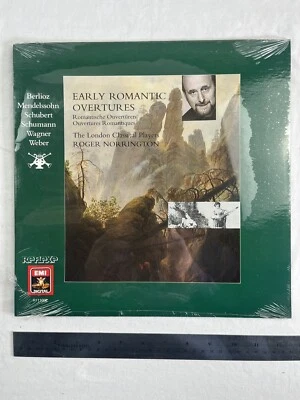 Berlioz
Mendelssohn
Schubert
Schumann
Wagner
Weber
EARLY ROMANTIC
OVERTURES
Romantische Ouvertüren
Ouvertures Romantiques
The London Classical Players
ROGER NORRINGTON
EMI
DIGITAL